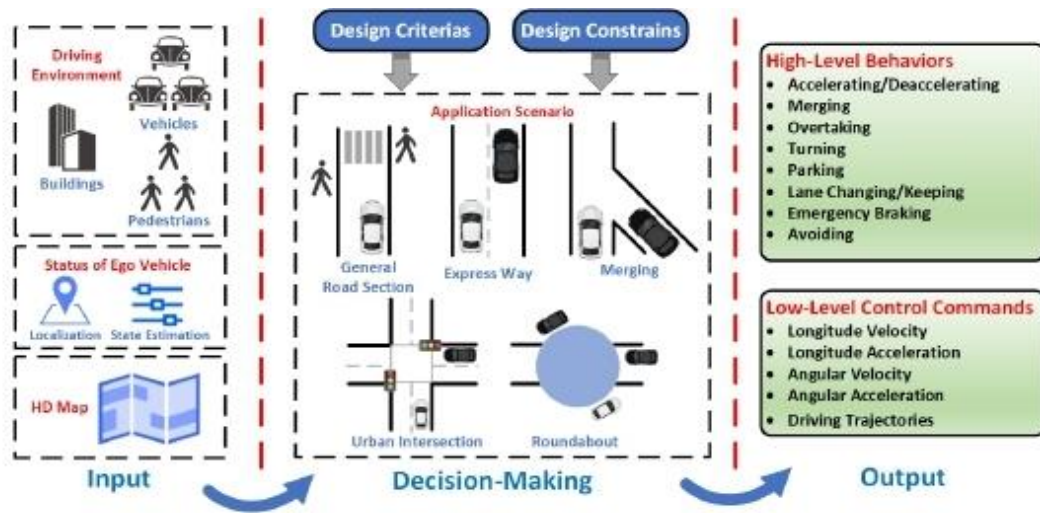 Driving
Environment
Vehicles
Buildings
Pedestrians
Status of Ego Vehicle
Localization
State Estimation
HD Map
Input
Design Criterias
Design Constrains
Application Scenario
General
Road Section
Express Way
Merging
Urban Intersection
Roundabout
Decision-Making
High-Level Behaviors
• Accelerating/Deaccelerating
• Merging
• Overtaking
• Turning
• Parking
• Lane Changing/Keeping
• Emergency Braking
• Avoiding
Low-Level Control Commands
• Longitude Velocity
• Longitude Acceleration
• Angular Velocity
• Angular Acceleration
• Driving Trajectories
Output